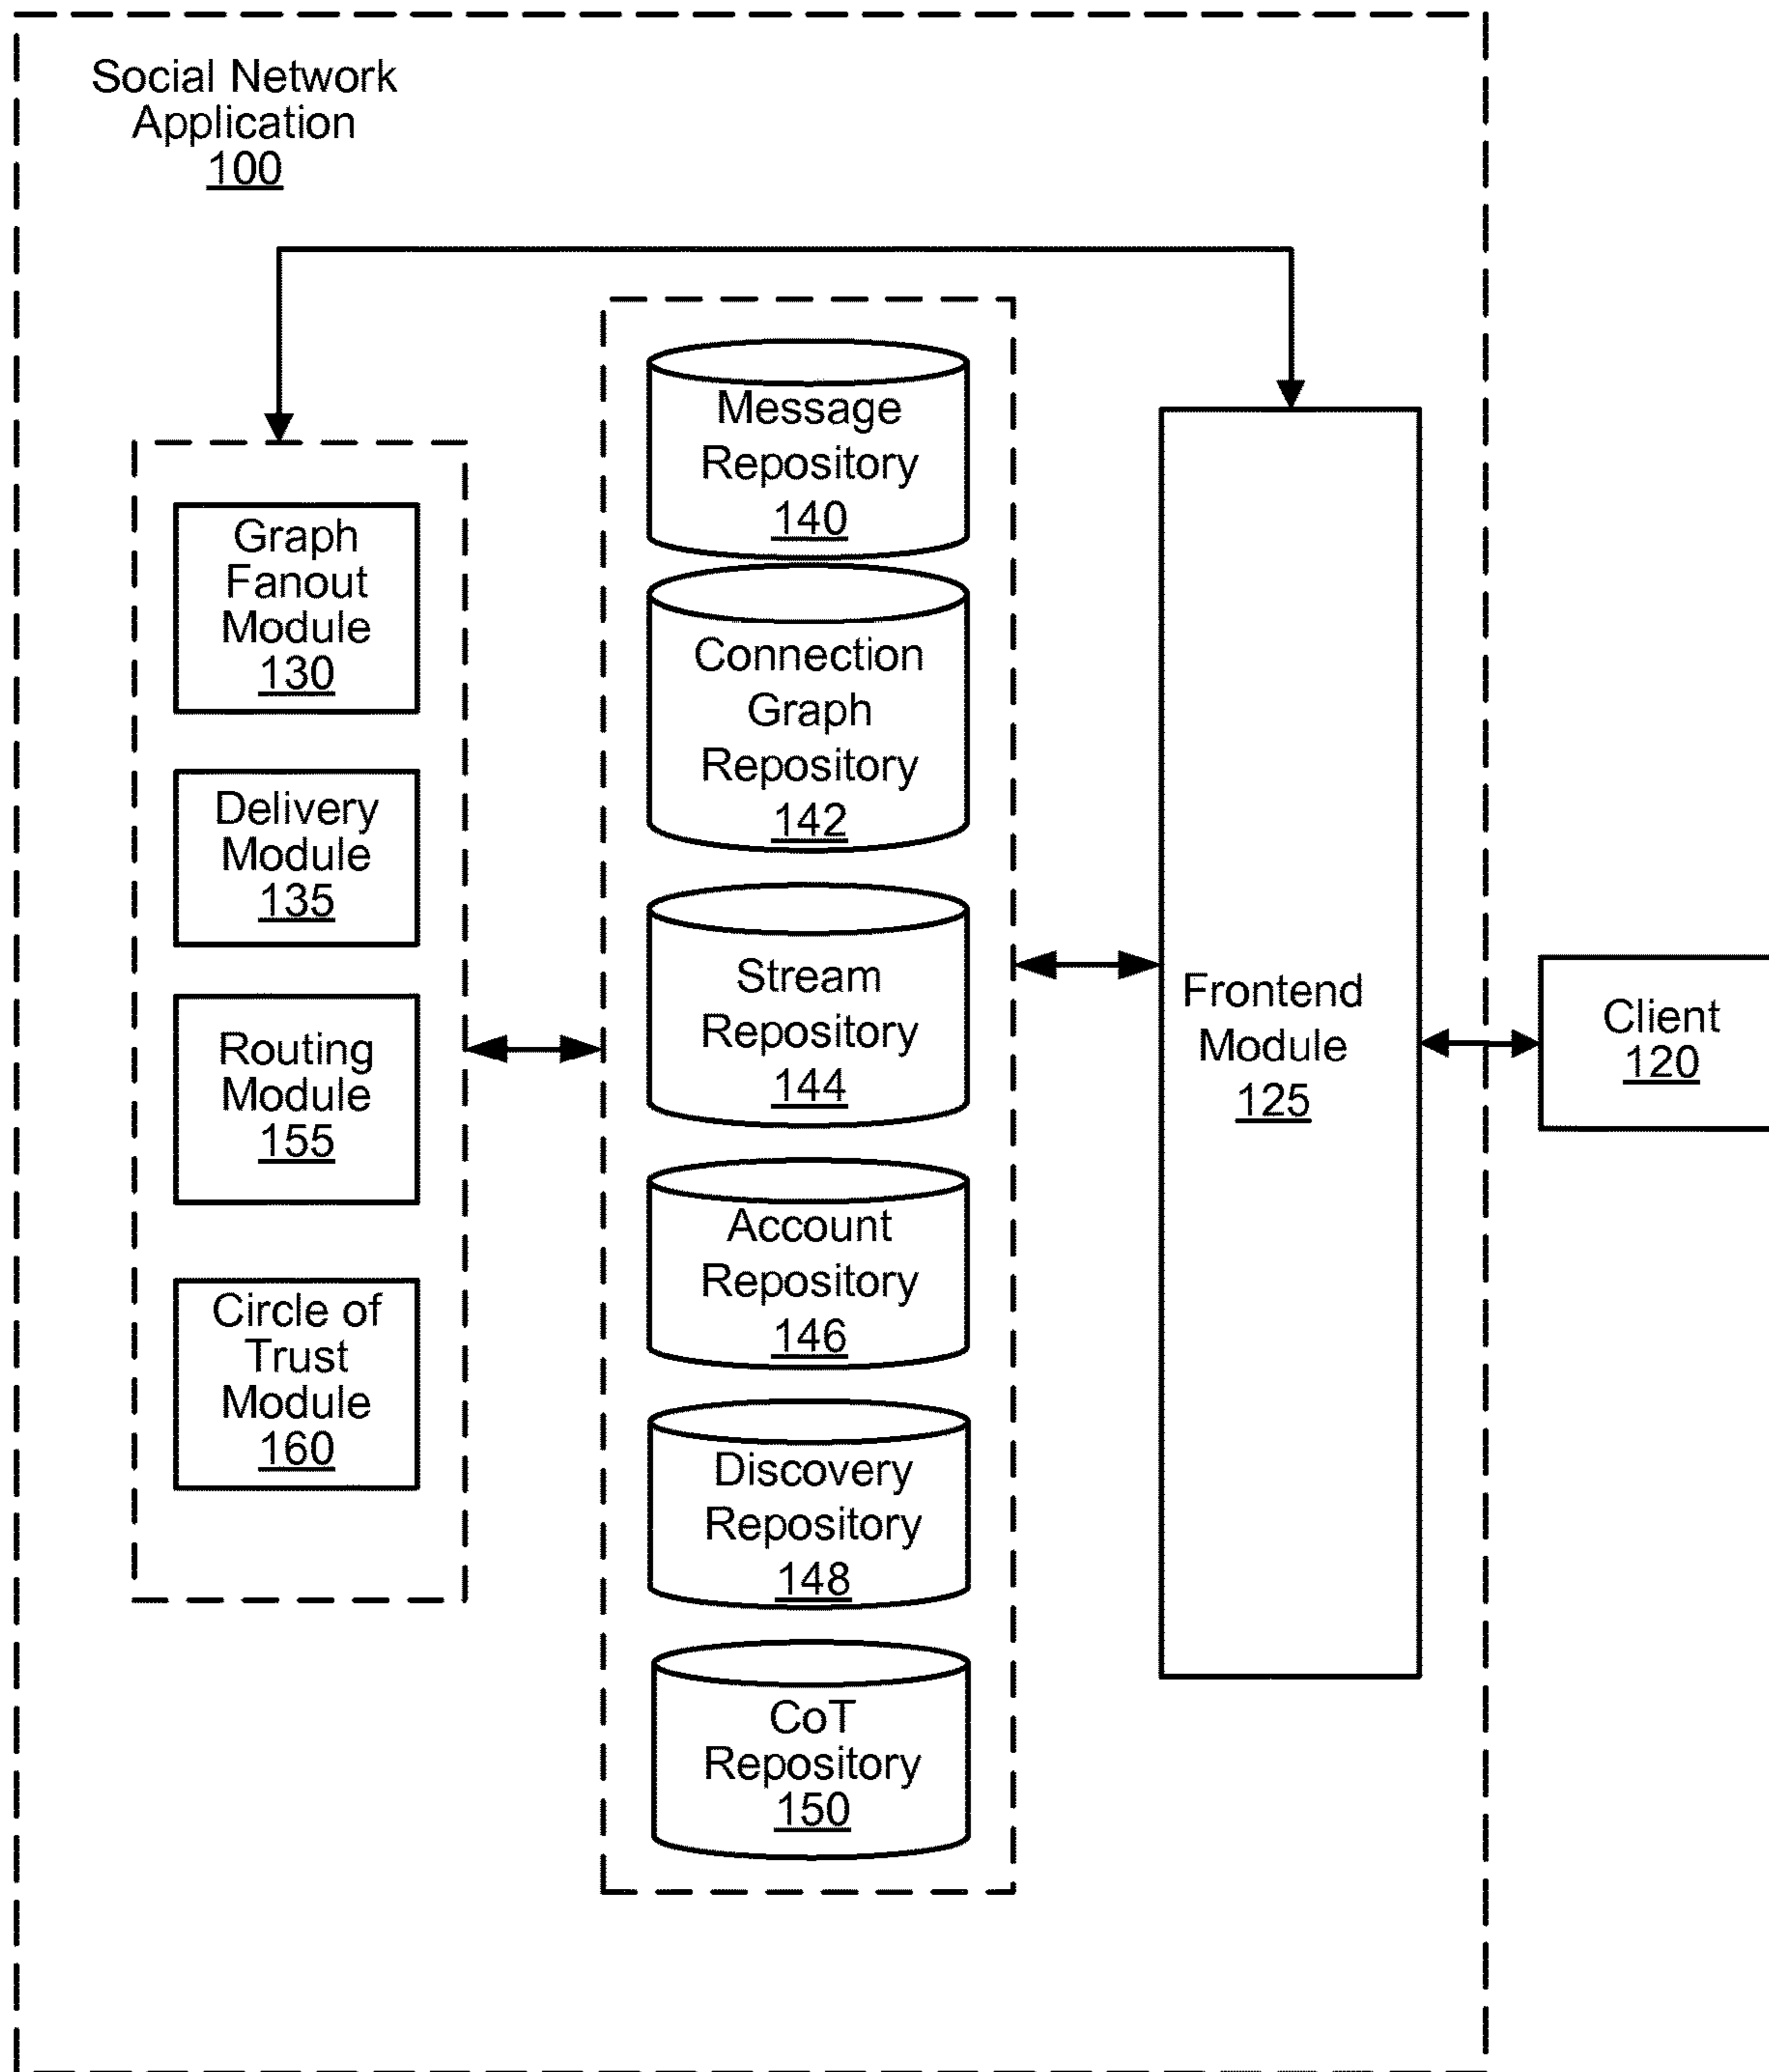 Social Network
Application
100
Graph
Fanout
Module
130
Delivery
Module
135
Routing
Module
155
Circle of
Trust
Module
160
Message
Repository
140
Connection
Graph
Repository
142
Stream
Repository
144
Account
Repository
146
Discovery
Repository
148
CoT
Repository
150
Frontend
Module
125
Client
120